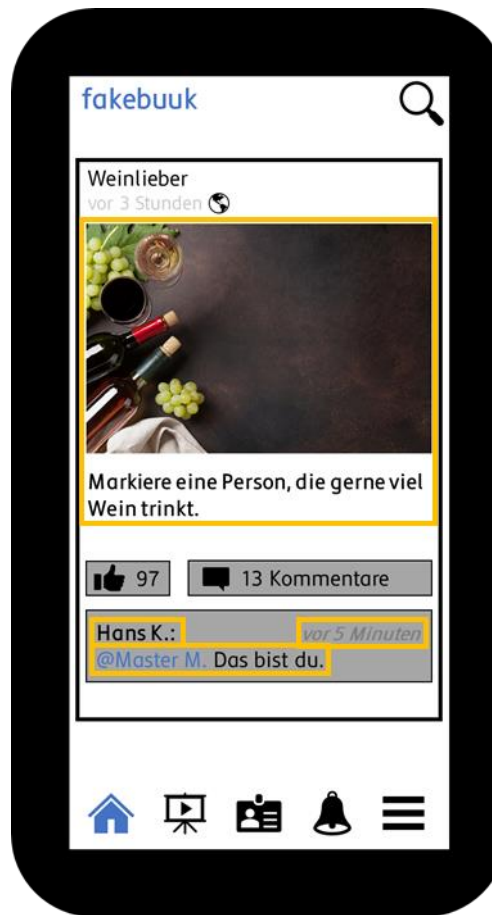 fakebuuk
Weinlieber
vor 3 Stunden
Markiere eine Person, die gerne viel
Wein trinkt.
97
13 Kommentare
Hans K.: vor 5 Minuten
@Master M. Das bist du.